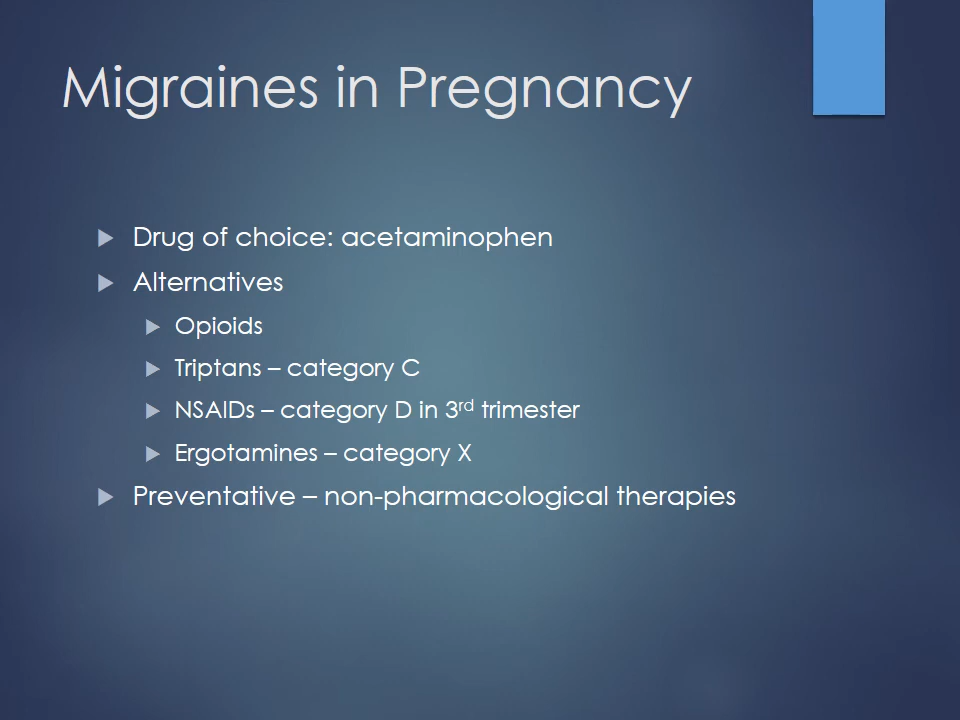 Migraines in Pregnancy
Drug of choice: acetaminophen
Alternatives
Opioids
Triptans – category C
NSAIDs – category D in 3rd trimester
Ergotamines – category X
Preventative – non-pharmacological therapies